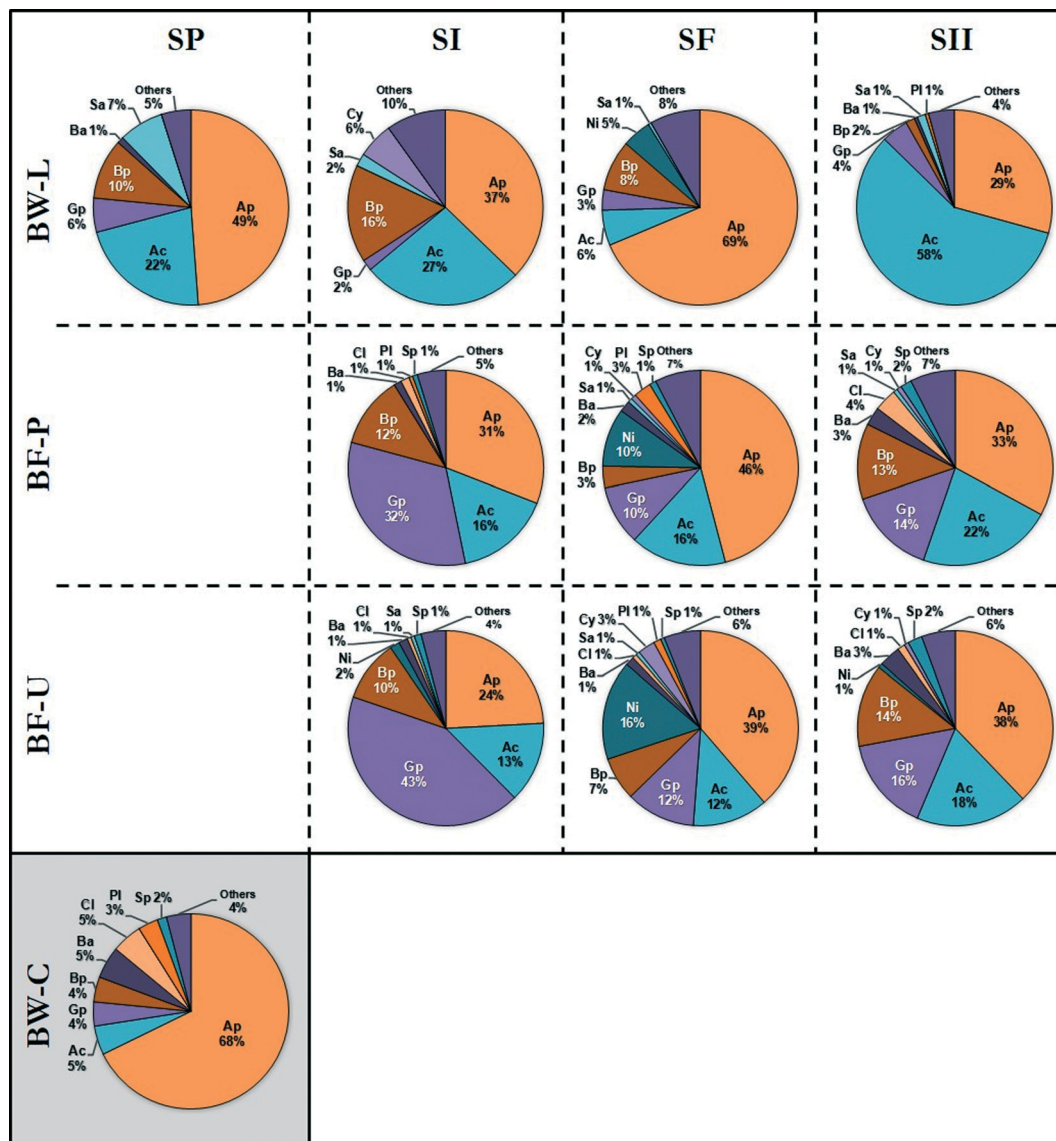 SP
SI
SF
SII
BW-L
Others
5%
Sa 7%
Ba 1%
Bp
10%
Gp
6%
Ac
22%
Ap
49%
Others
10%
Cy
6%
Sa
2%
Bp
16%
Gp
2%
Ac
27%
Ap
37%
Others
8%
Sa 1%
Ni 5%
Bp
8%
Gp
3%
Ac
6%
Ap
69%
Others
4%
Pl 1%
Sa 1%
Ba 1%
Bp 2%
Gp
4%
Ac
58%
Ap
29%
BF-P
Others
5%
Sp 1%
Pl
1%
Cl
1%
Ba
1%
Bp
12%
Gp
32%
Ac
16%
Ap
31%
Others
7%
Sp
1%
Pl
3%
Cy
1%
Sa 1%
Ba
2%
Ni
10%
Bp
3%
Gp
10%
Ac
16%
Ap
46%
Others
7%
Sp
2%
Cy
1%
Sa
1%
Cl
4%
Ba
3%
Bp
13%
Gp
14%
Ac
22%
Ap
33%
BF-U
Others
4%
Sp 1%
Sa
1%
Cl
1%
Ba
1%
Ni
2%
Bp
10%
Gp
43%
Ac
13%
Ap
24%
Others
6%
Sp 1%
Pl 1%
Cy 3%
Sa 1%
Cl 1%
Ba
1%
Ni
16%
Bp
7%
Gp
12%
Ac
12%
Ap
39%
Others
6%
Sp 2%
Cy 1%
Cl 1%
Ba 3%
Ni
1%
Bp
14%
Gp
16%
Ac
18%
Ap
38%
BW-C
Others
4%
Sp 2%
Pl
3%
Cl
5%
Ba
5%
Bp
4%
Gp
4%
Ac
5%
Ap
68%